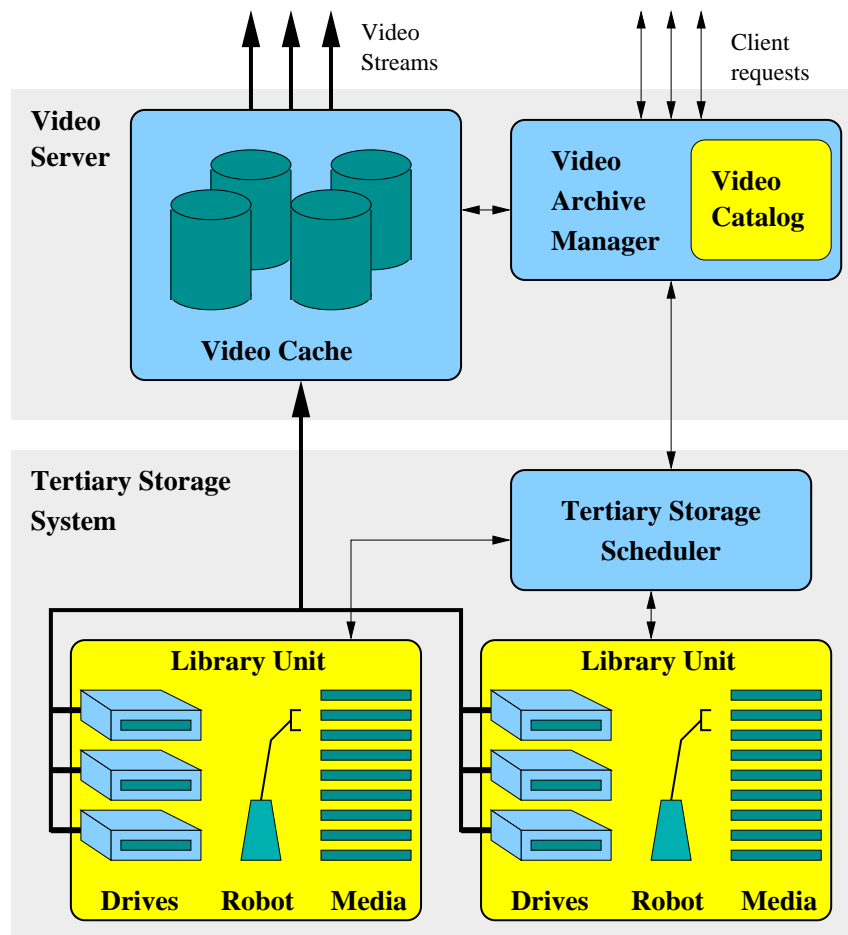 Video
Streams
Client
requests
Video
Server
Video
Archive
Manager
Video
Catalog
Video Cache
Tertiary Storage
System
Tertiary Storage
Scheduler
Library Unit
Library Unit
Drives
Robot
Media
Drives
Robot
Media